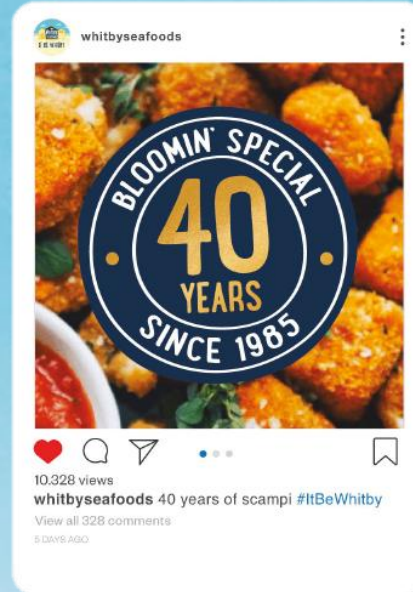 whitbyseafoods
BLOOMIN' SPECIAL
40
YEARS
SINCE 1985
10.328 views
whitbyseafoods 40 years of scampi #ItBeWhitby
View all 328 comments
5 DAYS AGO